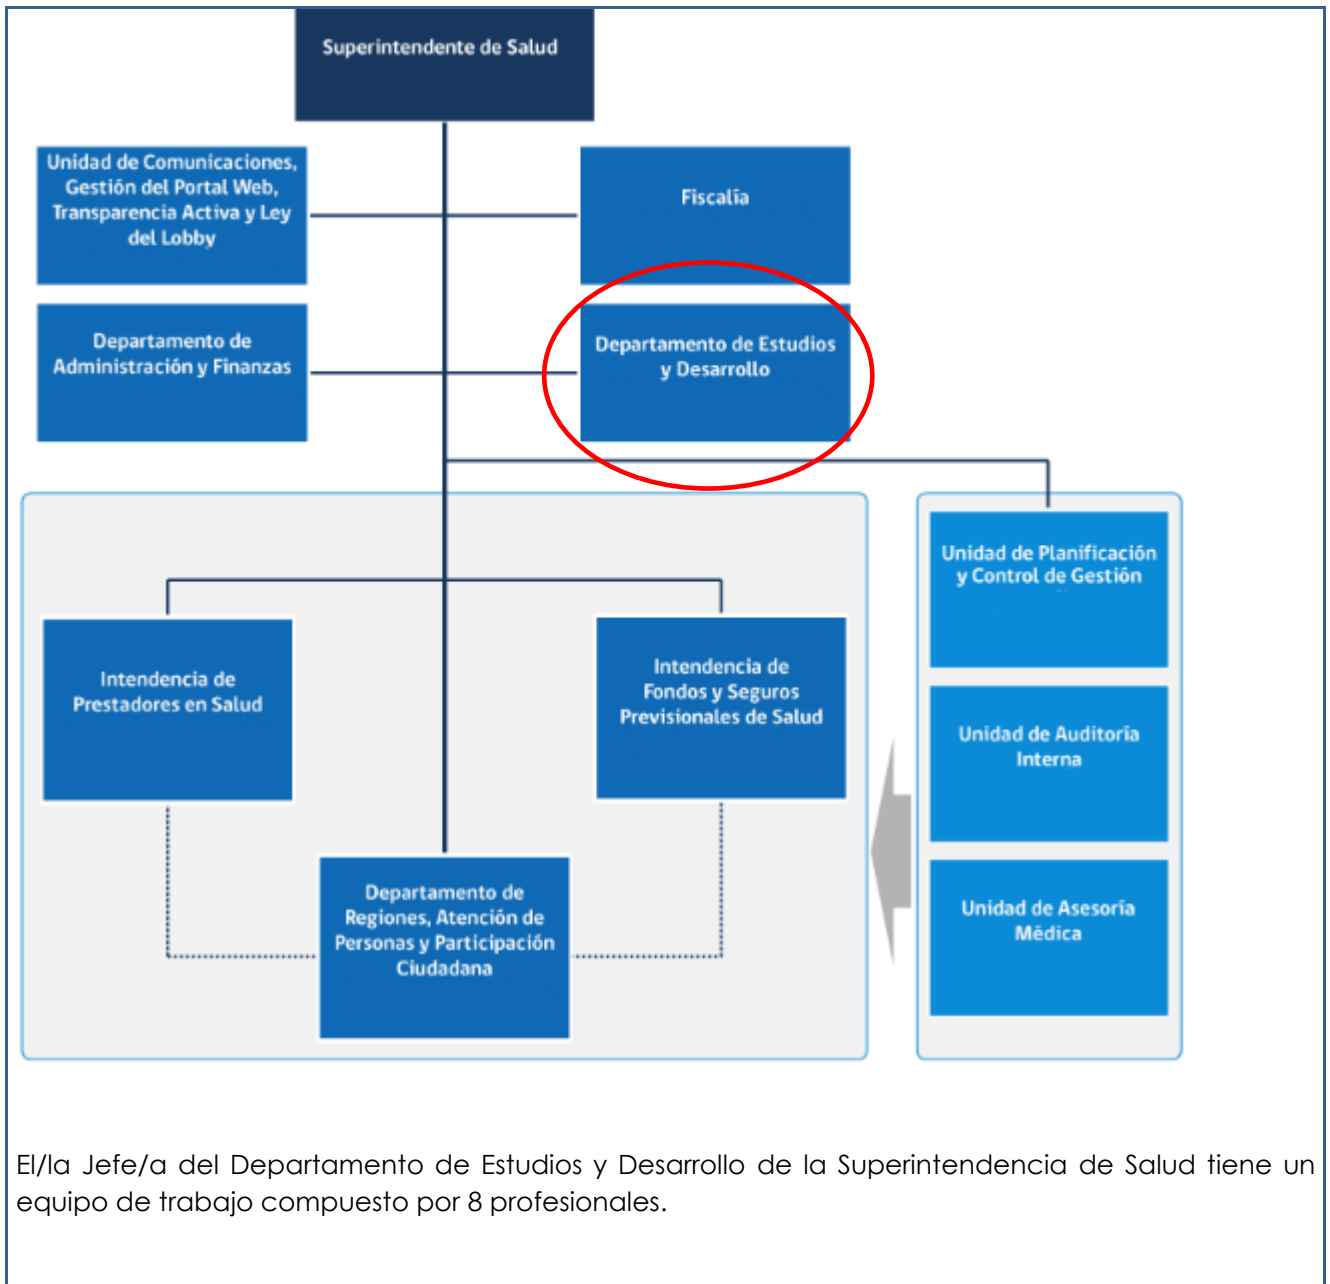 Superintendente de Salud
Unidad de Comunicaciones,
Gestión del Portal Web,
Transparencia Activa y Ley
del Lobby
Fiscalía
Departamento de
Administración y Finanzas
Departamento de Estudios
y Desarrollo
Unidad de Planificación
y Control de Gestión
Intendencia de
Prestadores en Salud
Intendencia de
Fondos y Seguros
Previsionales de Salud
Unidad de Auditoría
Interna
Departamento de
Regiones, Atención de
Personas y Participación
Ciudadana
Unidad de Asesoría
Médica
El/la Jefe/a del Departamento de Estudios y Desarrollo de la Superintendencia de Salud tiene un
equipo de trabajo compuesto por 8 profesionales.